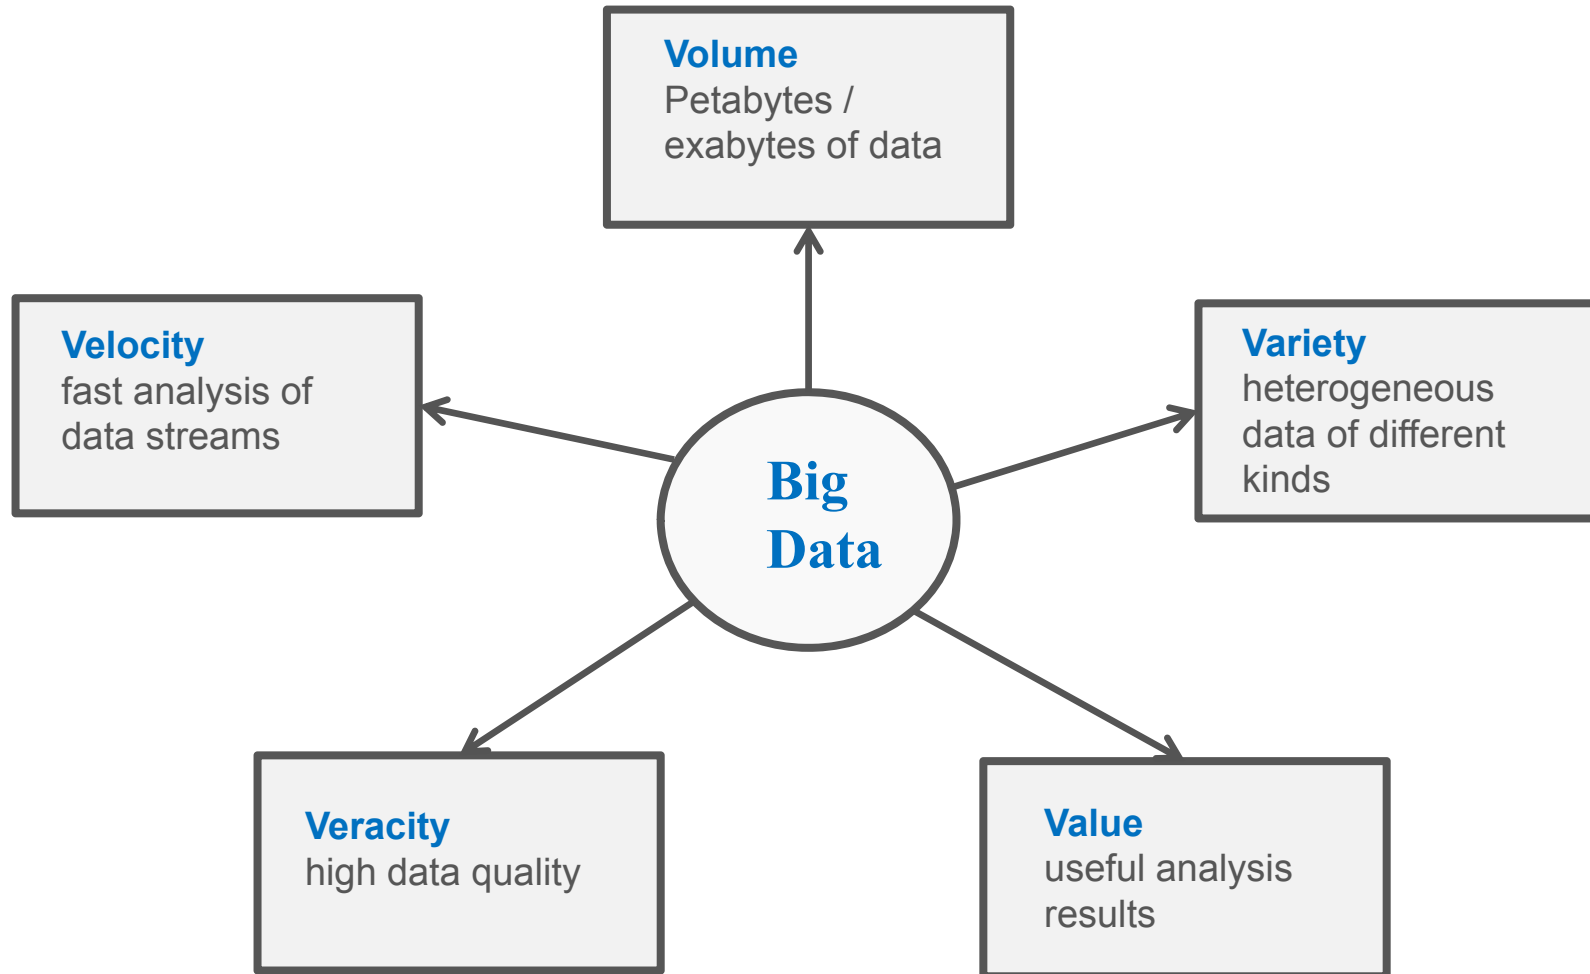 Volume
Petabytes /
exabytes of data
Velocity
fast analysis of
data streams
Variety
heterogeneous
data of different
kinds
Big
Data
Veracity
high data quality
Value
useful analysis
results